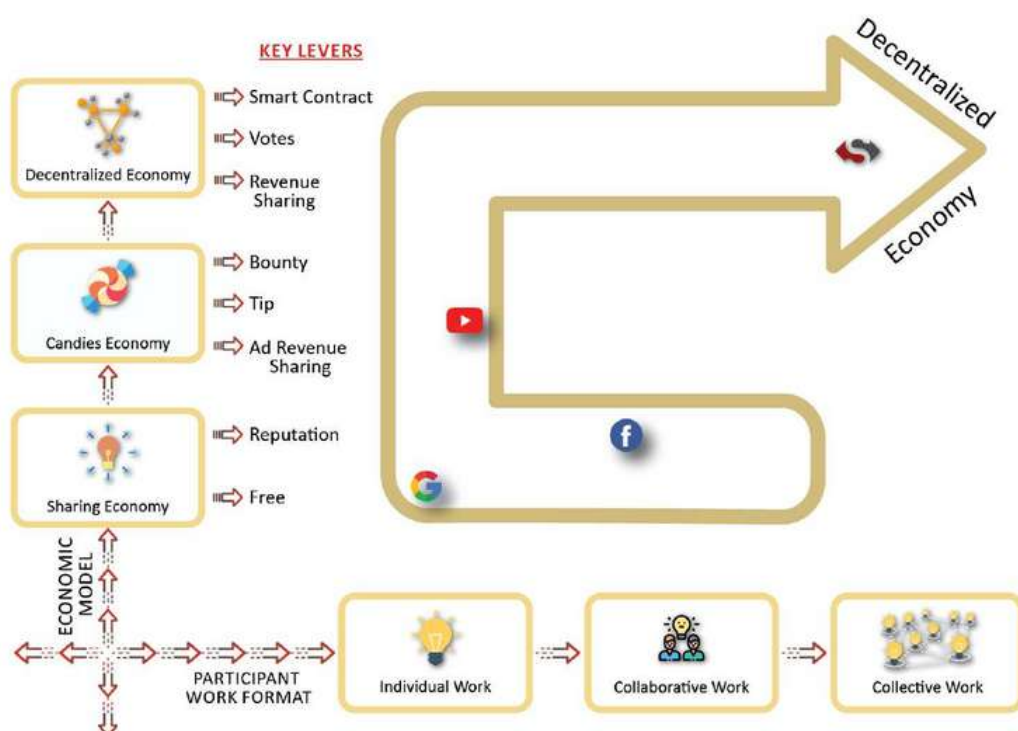 KEY LEVERS
Decentralized Economy
Smart Contract
Votes
Revenue
Sharing
Candies Economy
Bounty
Tip
Ad Revenue
Sharing
Sharing Economy
Reputation
Free
Decentralized
Economy
f
G
ECONOMIC
MODEL
PARTICIPANT
WORK FORMAT
Individual Work
Collaborative Work
Collective Work